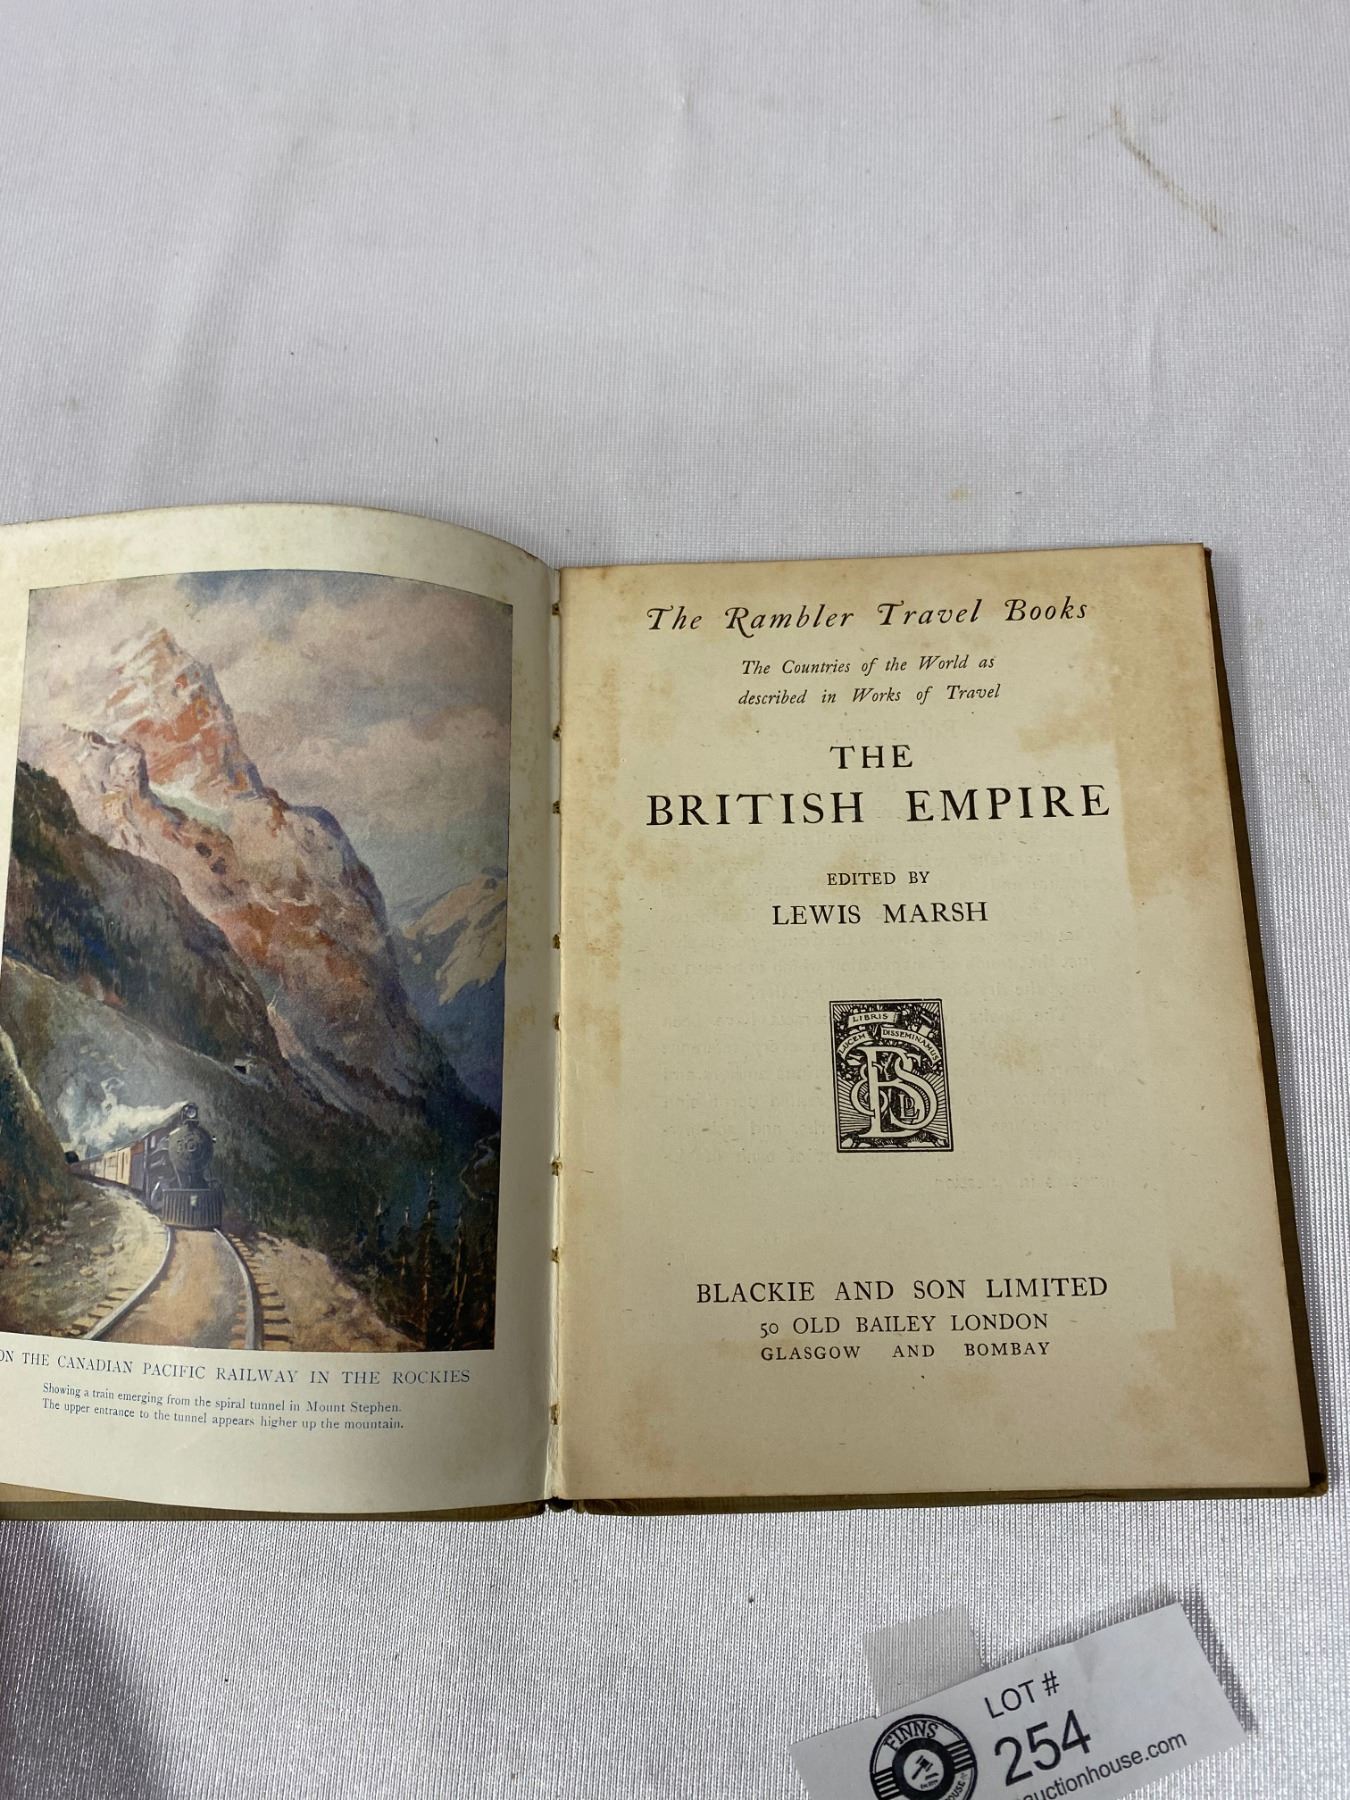 ON THE CANADIAN PACIFIC RAILWAY IN THE ROCKIES
Showing a train emerging from the spiral tunnel in Mount Stephen.
The upper entrance to the tunnel appears higher up the mountain.
The Rambler Travel Books
The Countries of the World as
described in Works of Travel
THE
BRITISH EMPIRE
EDITED BY
LEWIS MARSH
LIBRIS
LUCEM DISSEMINAMUS
BLACKIE AND SON LIMITED
50 OLD BAILEY LONDON
GLASGOW AND BOMBAY
FINNS
LOT #
254
auctionhouse.com